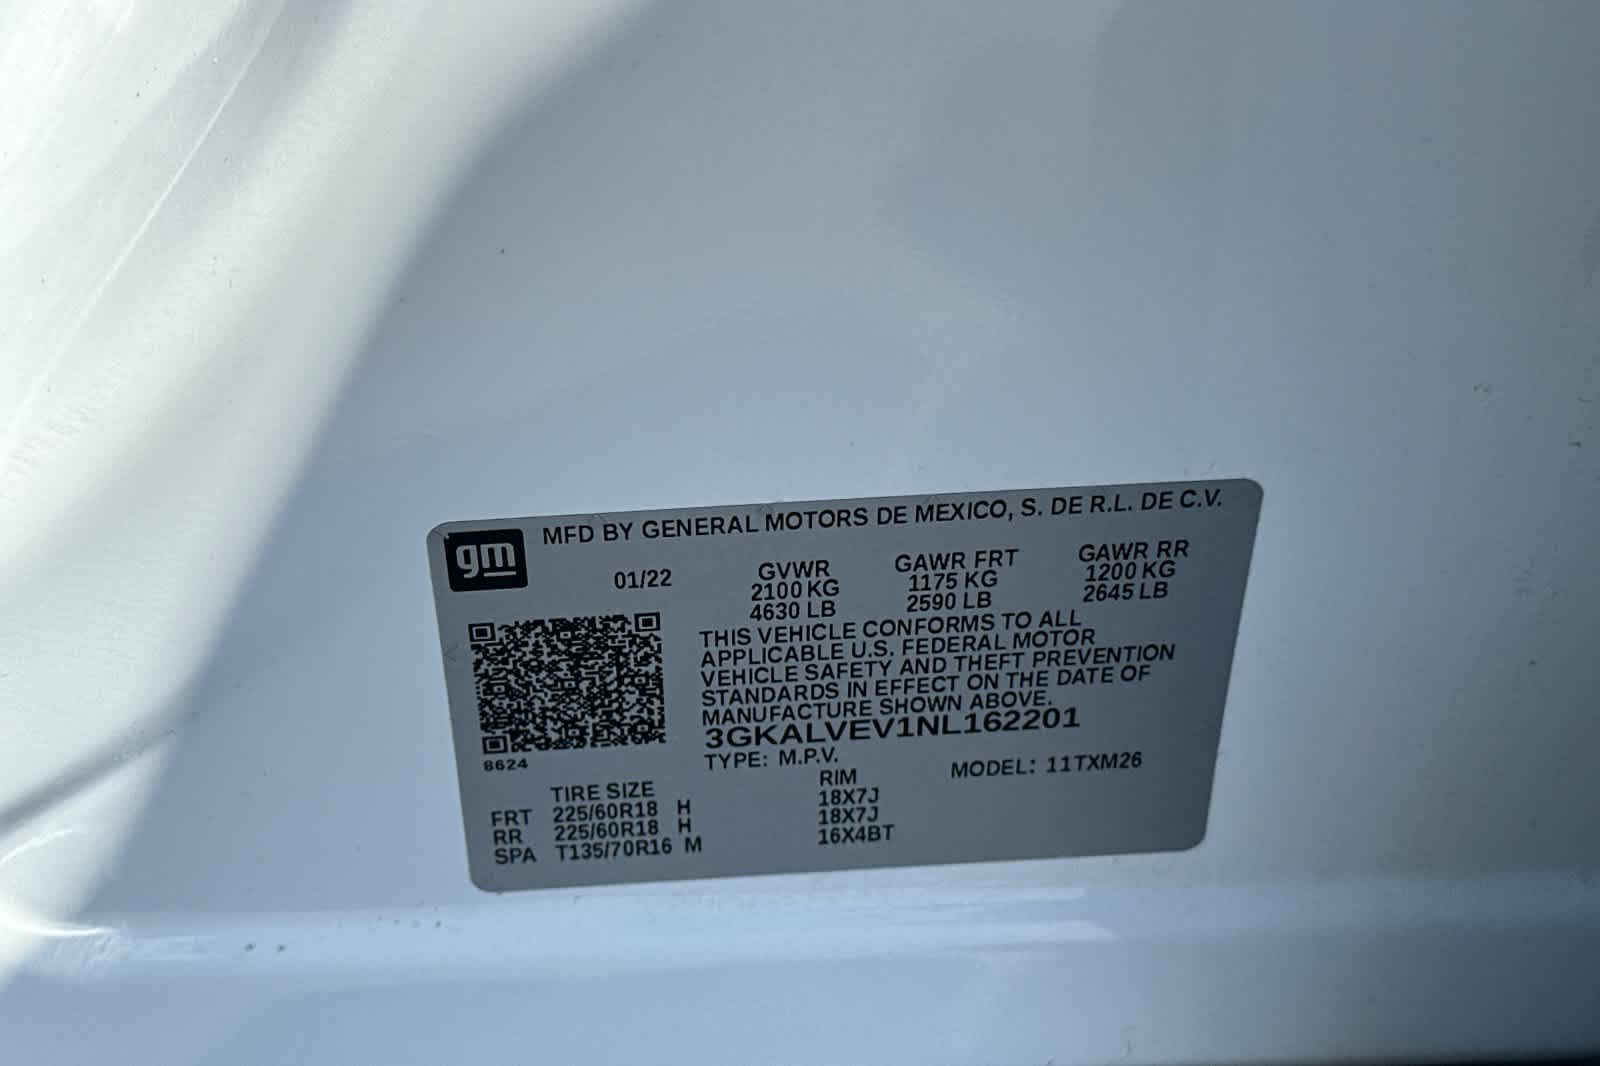 gm
MFD BY GENERAL MOTORS DE MEXICO, S. DE R.L. DE C.V.
01/22
GVWR GAWR FRT GAWR RR
2100 KG 1175 KG 1200 KG
4630 LB 2590 LB 2645 LB
THIS VEHICLE CONFORMS TO ALL
APPLICABLE U.S. FEDERAL MOTOR
VEHICLE SAFETY AND THEFT PREVENTION
STANDARDS IN EFFECT ON THE DATE OF
MANUFACTURE SHOWN ABOVE.
3GKALVEV1NL162201
8624
TYPE: M.P.V. MODEL: 11TXM26
TIRE SIZE RIM
FRT 225/60R18 H 18X7J
RR 225/60R18 H 18X7J
SPA T135/70R16 M 16X4BT